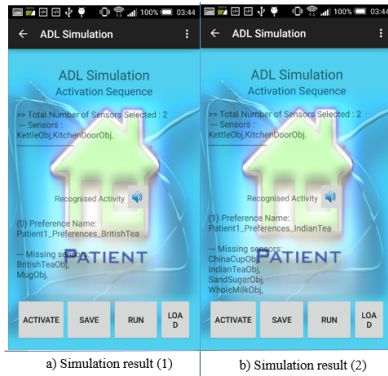 100% 03:44
ADL Simulation
ADL Simulation
Activation Sequence
>> Total Number of Sensors Selected : 2
--- Sensors :
KettleObj,KitchenDoorObj.
Recognised Activity
(0) Preference Name:
Patient1_Preferences_BritishTea
--- Missing sensors:
BritishTeaObj,
MugObj,
PATIENT
ACTIVATE SAVE RUN LOA
D
a) Simulation result (1)
100% 03:44
ADL Simulation
ADL Simulation
Activation Sequence
>> Total Number of Sensors Selected : 2
--- Sensors :
KettleObj,KitchenDoorObj.
Recognised Activity
(1) Preference Name:
Patient1_Preferences_IndianTea
--- Missing sensors:
ChinaCupObj,
IndianTeaObj,
SandSugarObj,
WholeMilkObj,
PATIENT
ACTIVATE SAVE RUN LOA
D
b) Simulation result (2)